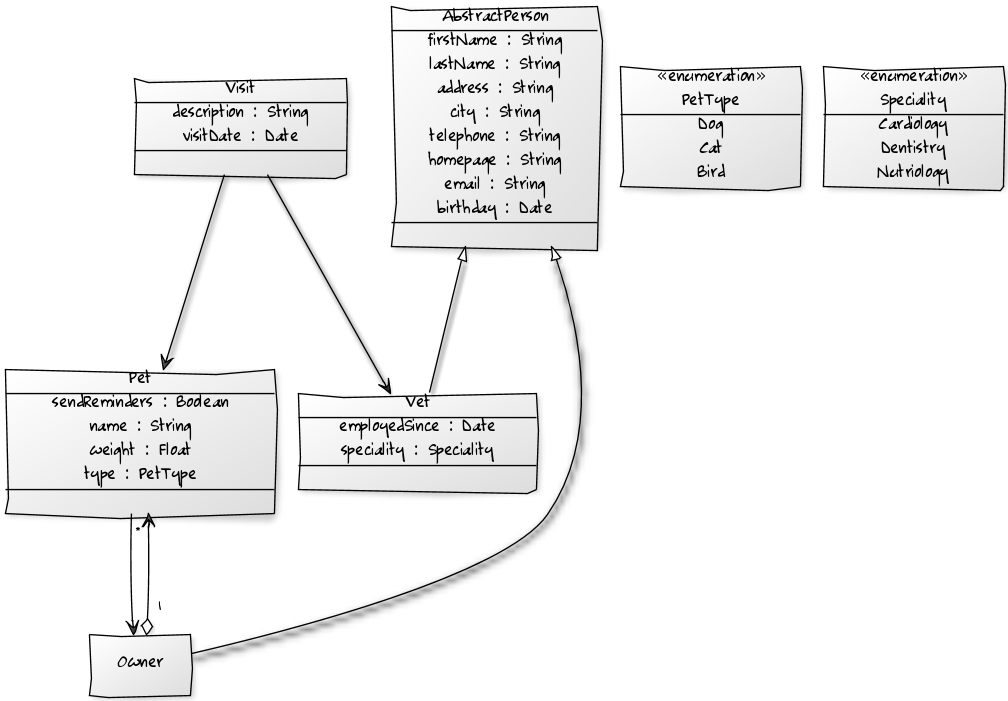 AbstractPerson
firstName : String
lastName : String
address : String
city : String
telephone : String
homepage : String
email : String
birthday : Date
Visit
description : String
visitDate : Date
«enumeration»
PetType
Dog
Cat
Bird
«enumeration»
Speciality
Cardiology
Dentistry
Nutriology
Pet
sendReminders : Boolean
name : String
weight : Float
type : PetType
Vet
employedSince : Date
speciality : Speciality
*
1
Owner